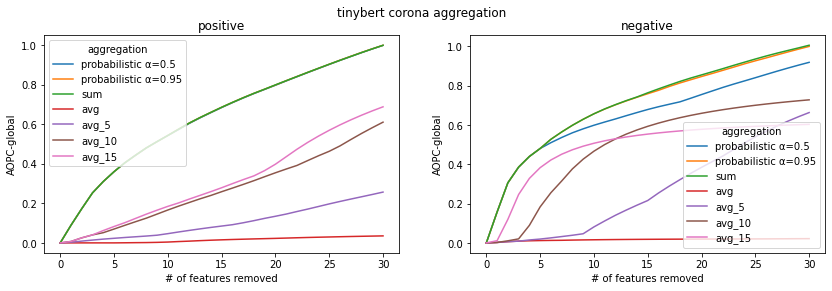 tinybert corona aggregation
positive
AOPC-global
1.0
0.8
0.6
0.4
0.2
0.0
aggregation
probabilistic α=0.5
probabilistic α=0.95
sum
avg
avg_5
avg_10
avg_15
0 5 10 15 20 25 30
# of features removed
negative
AOPC-global
1.0
0.8
0.6
0.4
0.2
0.0
aggregation
probabilistic α=0.5
probabilistic α=0.95
sum
avg
avg_5
avg_10
avg_15
0 5 10 15 20 25 30
# of features removed